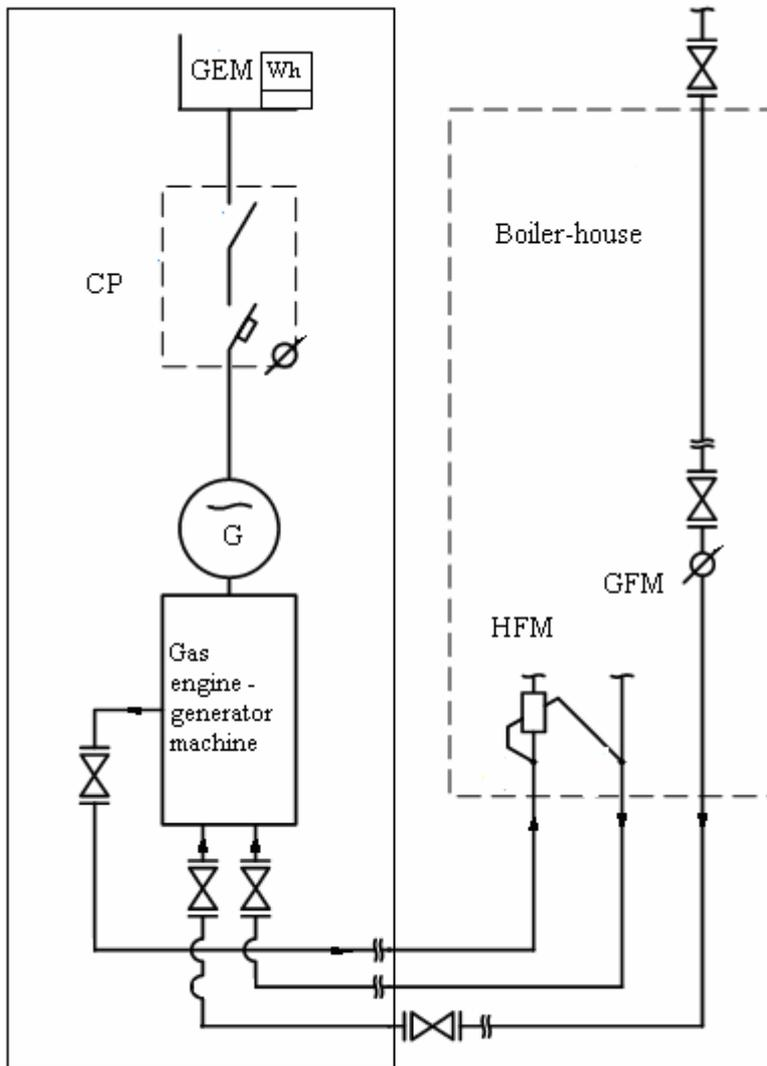 GEM Wh
CP
G
Gas
engine -
generator
machine
Boiler-house
GFM
HFM